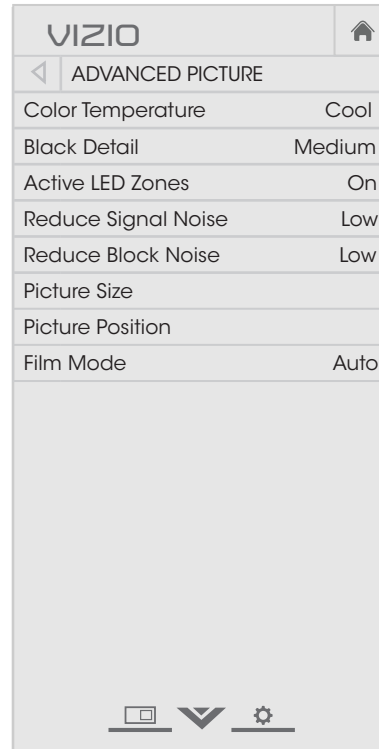 VIZIO
ADVANCED PICTURE
Color Temperature Cool
Black Detail Medium
Active LED Zones On
Reduce Signal Noise Low
Reduce Block Noise Low
Picture Size
Picture Position
Film Mode Auto